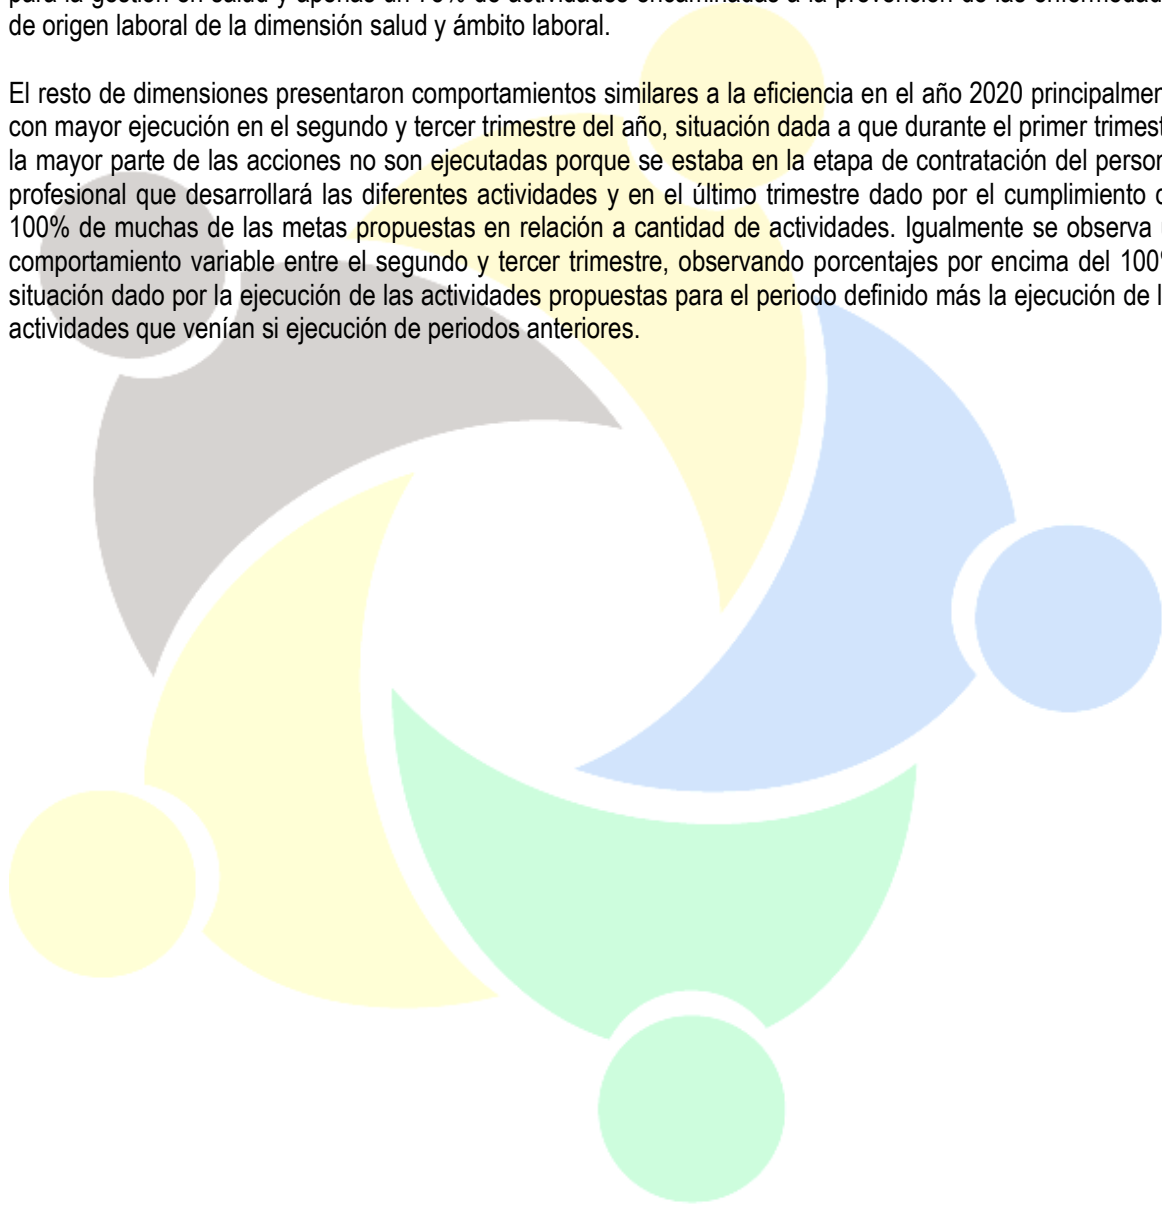 para la gestión en salud y apenas un de actividades encaminadas a la prevención de las enfermedad
de origen laboral de la dimensión salud y ámbito laboral.
El resto de dimensiones presentaron comportamientos similares a la eficiencia en el año 2020 principalmen
con mayor ejecución en el segundo y tercer trimestre del año, situación dada a que durante el primer trimest
la mayor parte de las acciones no son ejecutadas porque se estaba en la etapa de contratación del person
profesional que desarrollará las diferentes actividades y en el último trimestre dado por el cumplimiento
100% de muchas de las metas propuestas en relación a cantidad de actividades. Igualmente se observa
comportamiento variable entre el segundo y tercer trimestre, observando porcentajes por encima del 100%
situación dado por la ejecución de las actividades propuestas para el periodo definido más la ejecución de l
actividades que venían si ejecución de periodos anteriores.